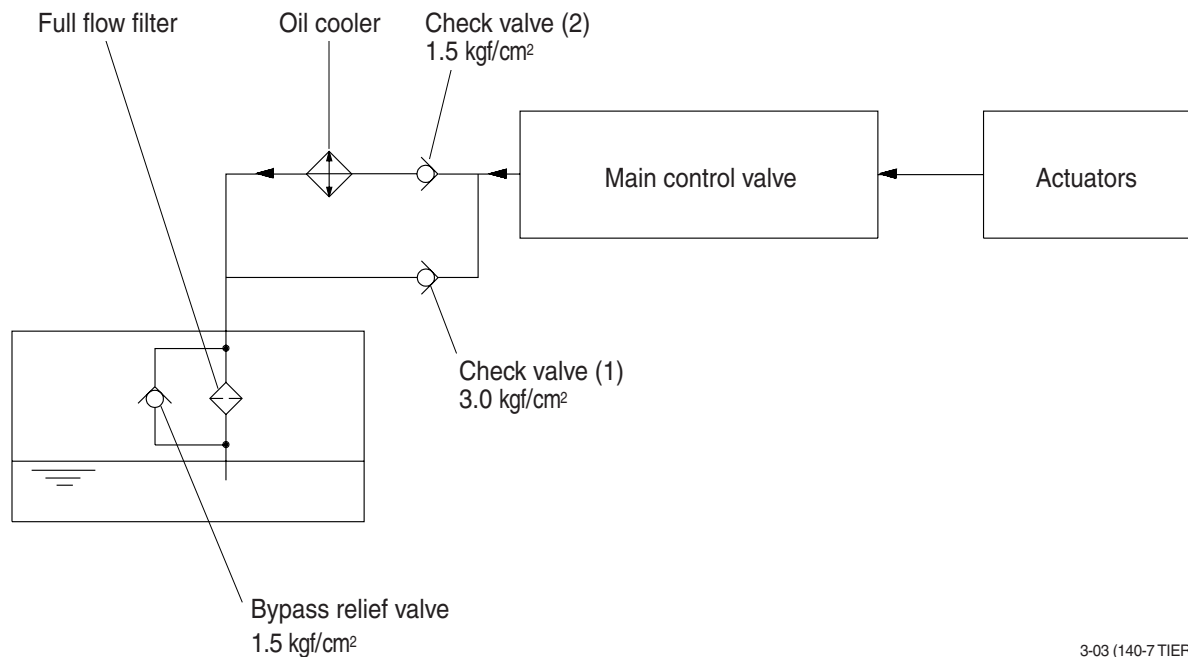 Full flow filter
Oil cooler
Check valve (2)
1.5 kgf/cm²
Main control valve
Actuators
Check valve (1)
3.0 kgf/cm²
Bypass relief valve
1.5 kgf/cm²
3-03 (140-7 TIER